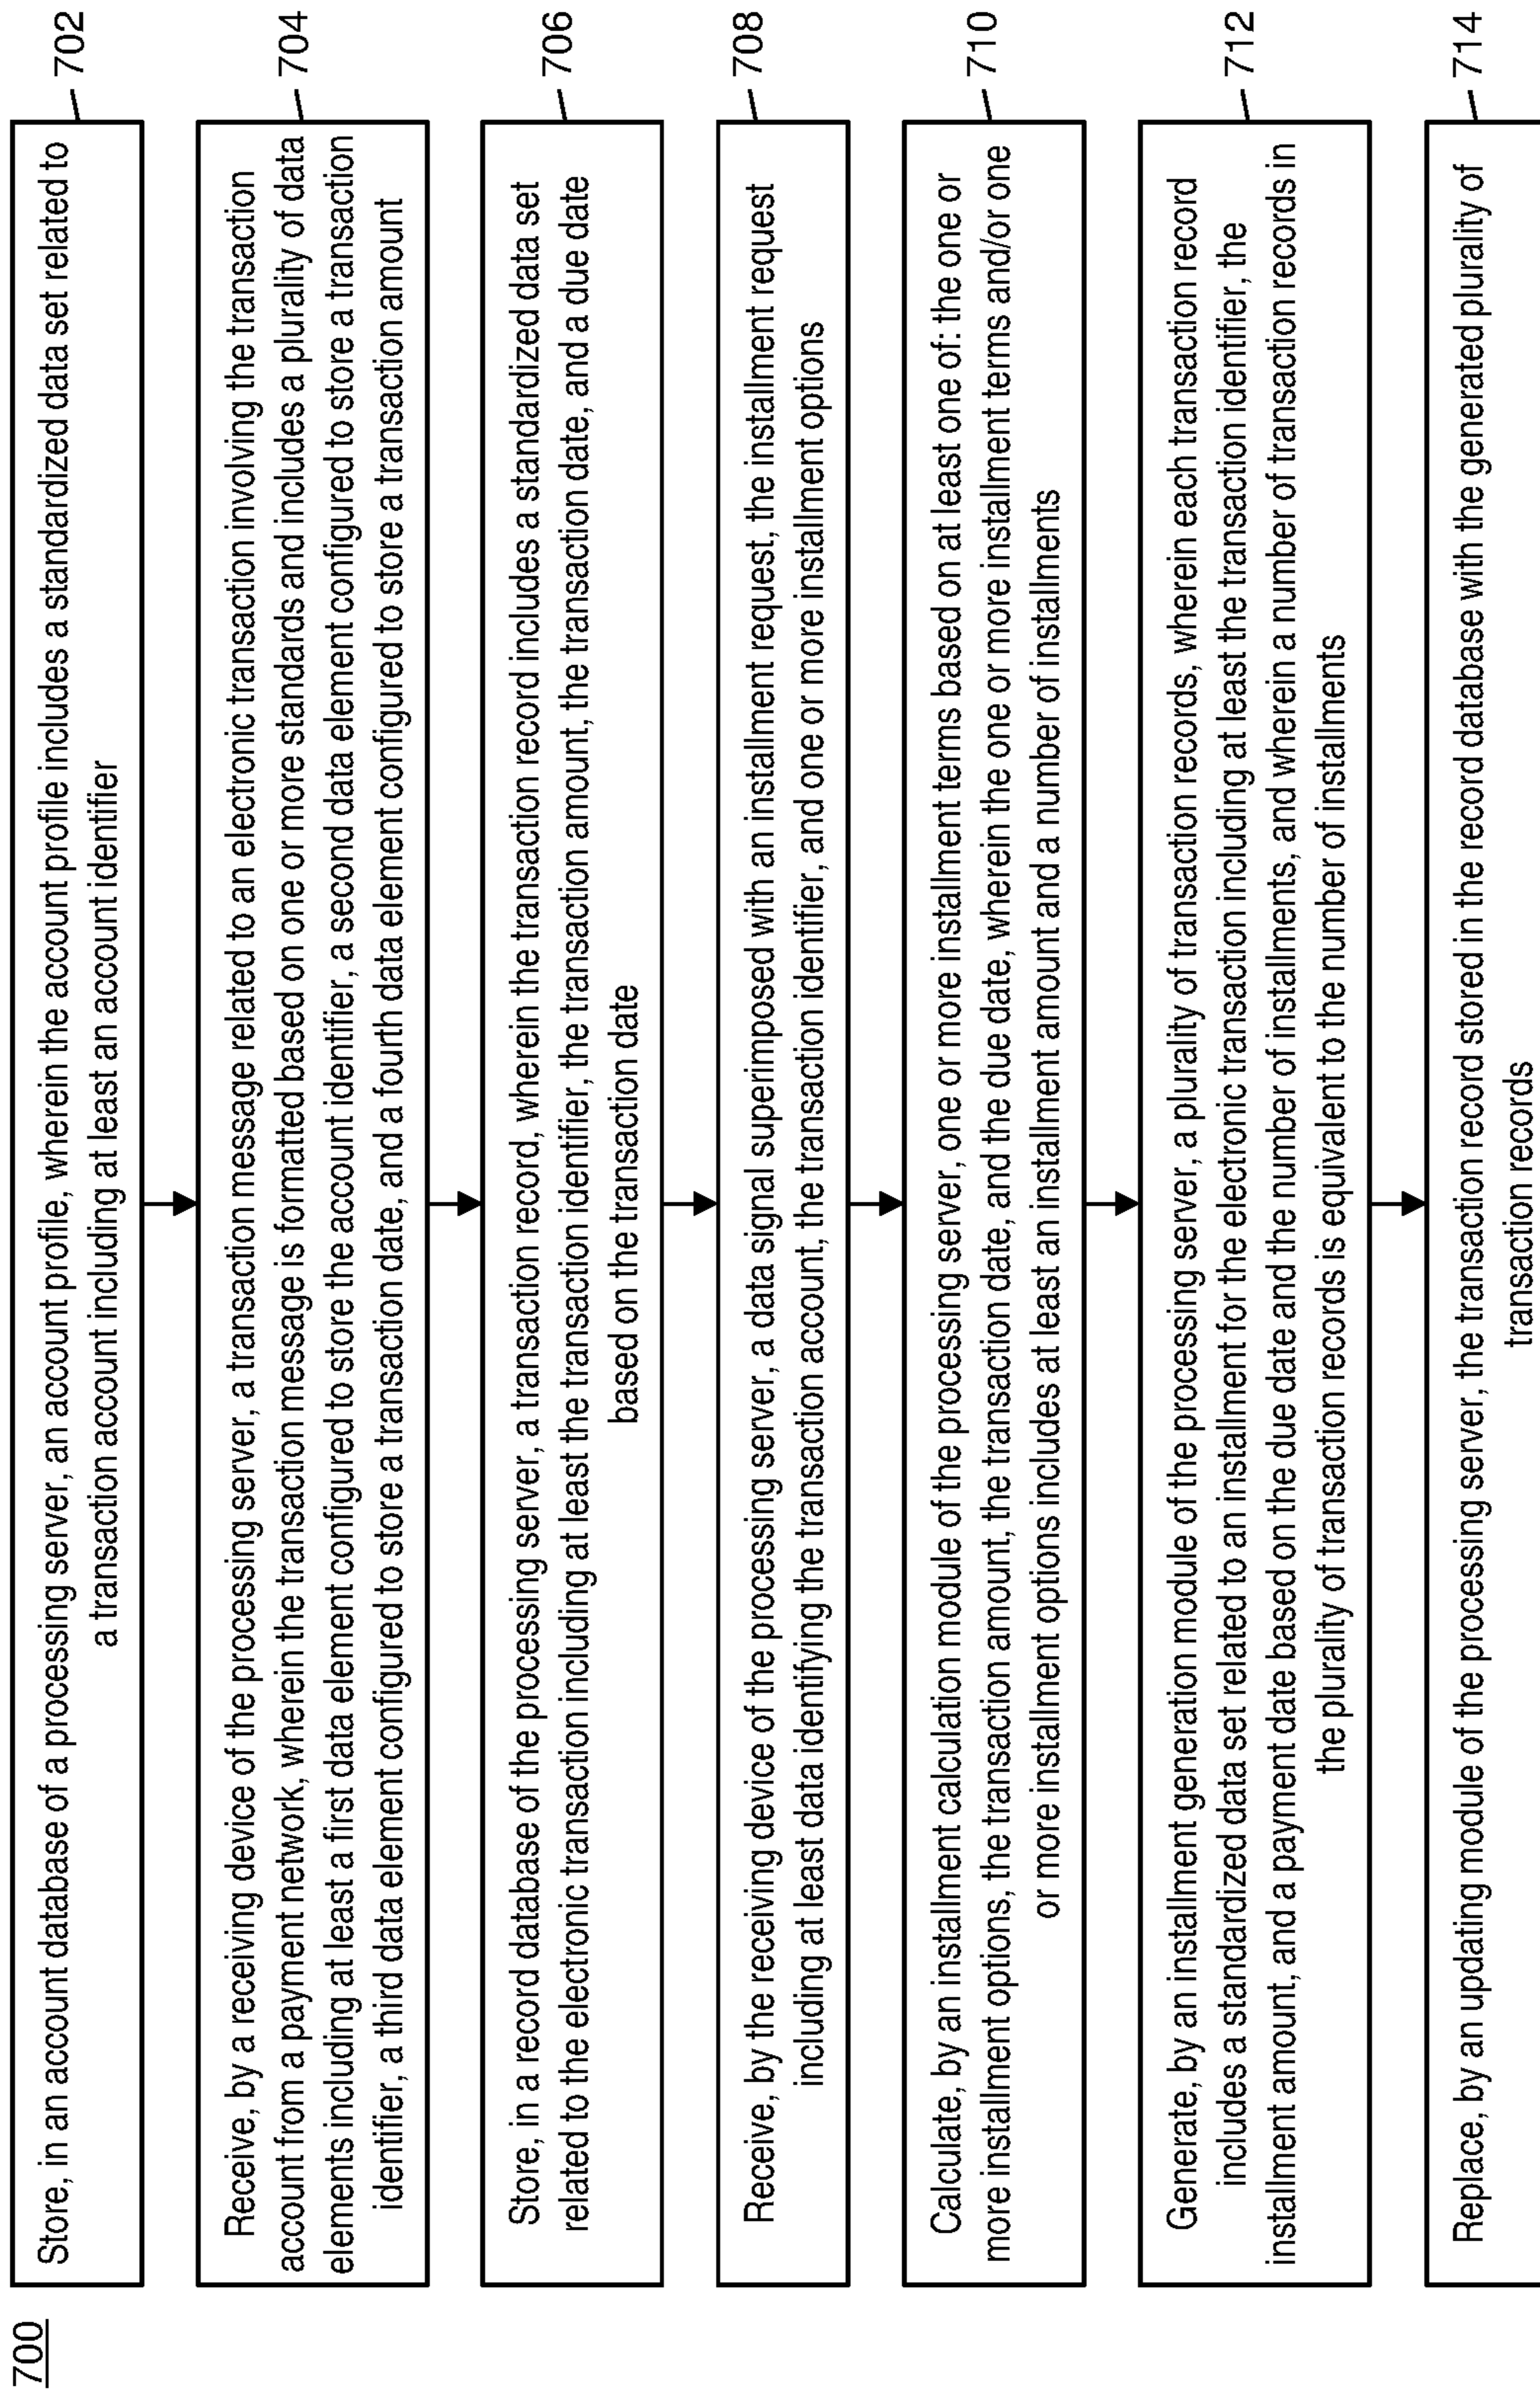 700
Store, in an account database of a processing server, an account profile, wherein the account profile includes a standardized data set related to
a transaction account including at least an account identifier
702
Receive, by a receiving device of the processing server, a transaction message related to an electronic transaction involving the transaction
account from a payment network, wherein the transaction message is formatted based on one or more standards and includes a plurality of data
elements including at least a first data element configured to store the account identifier, a second data element configured to store a transaction
identifier, a third data element configured to store a transaction date, and a fourth data element configured to store a transaction amount
704
Store, in a record database of the processing server, a transaction record, wherein the transaction record includes a standardized data set
related to the electronic transaction including at least the transaction identifier, the transaction amount, the transaction date, and a due date
based on the transaction date
706
Receive, by the receiving device of the processing server, a data signal superimposed with an installment request, the installment request
including at least data identifying the transaction account, the transaction identifier, and one or more installment options
708
Calculate, by an installment calculation module of the processing server, one or more installment terms based on at least one of: the one or
more installment options, the transaction amount, the transaction date, and the due date, wherein the one or more installment terms and/or one
or more installment options includes at least an installment amount and a number of installments
710
Generate, by an installment generation module of the processing server, a plurality of transaction records, wherein each transaction record
includes a standardized data set related to an installment for the electronic transaction including at least the transaction identifier, the
installment amount, and a payment date based on the due date and the number of installments, and wherein a number of transaction records in
the plurality of transaction records is equivalent to the number of installments
712
Replace, by an updating module of the processing server, the transaction record stored in the record database with the generated plurality of
transaction records
714